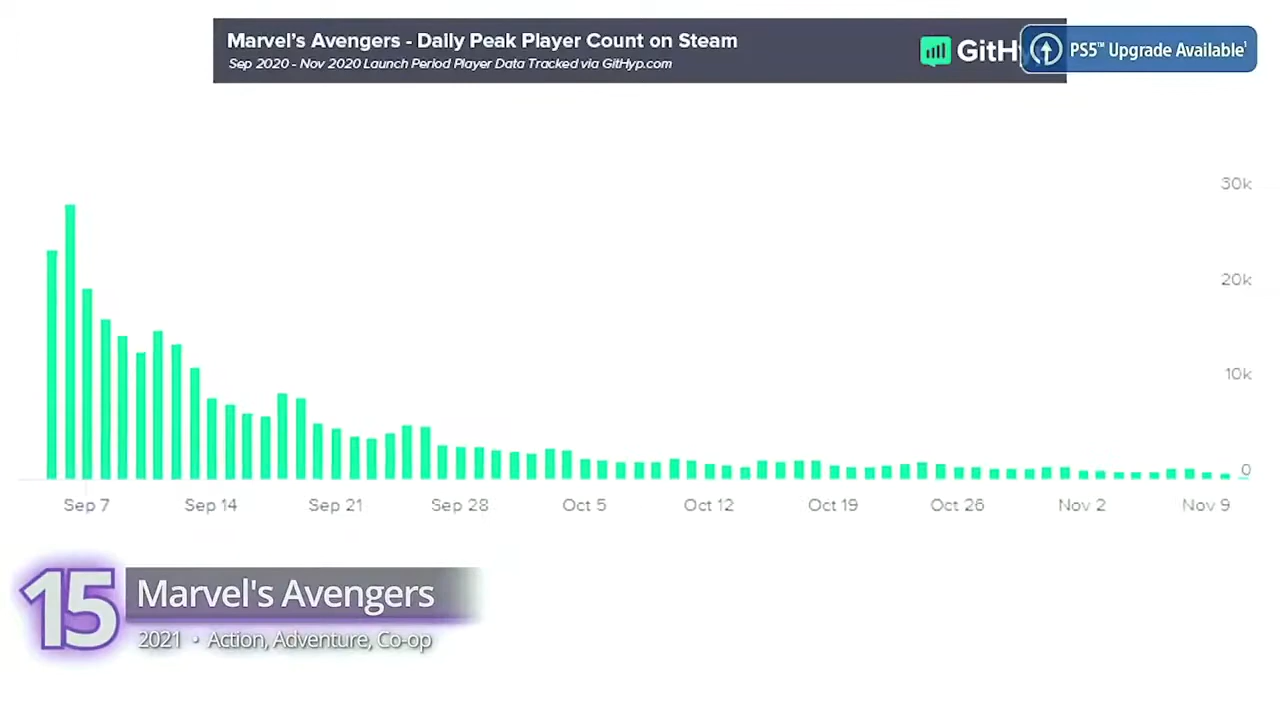 Marvel's Avengers - Daily Peak Player Count on Steam
Sep 2020 - Nov 2020 Launch Period Player Data Tracked via GitHyp.com
GitHy
PS5™ Upgrade Available¹
30k
20k
10k
0
Sep 7 Sep 14 Sep 21 Sep 28 Oct 5 Oct 12 Oct 19 Oct 26 Nov 2 Nov 9
15
Marvel's Avengers
2021 • Action, Adventure, Co-op